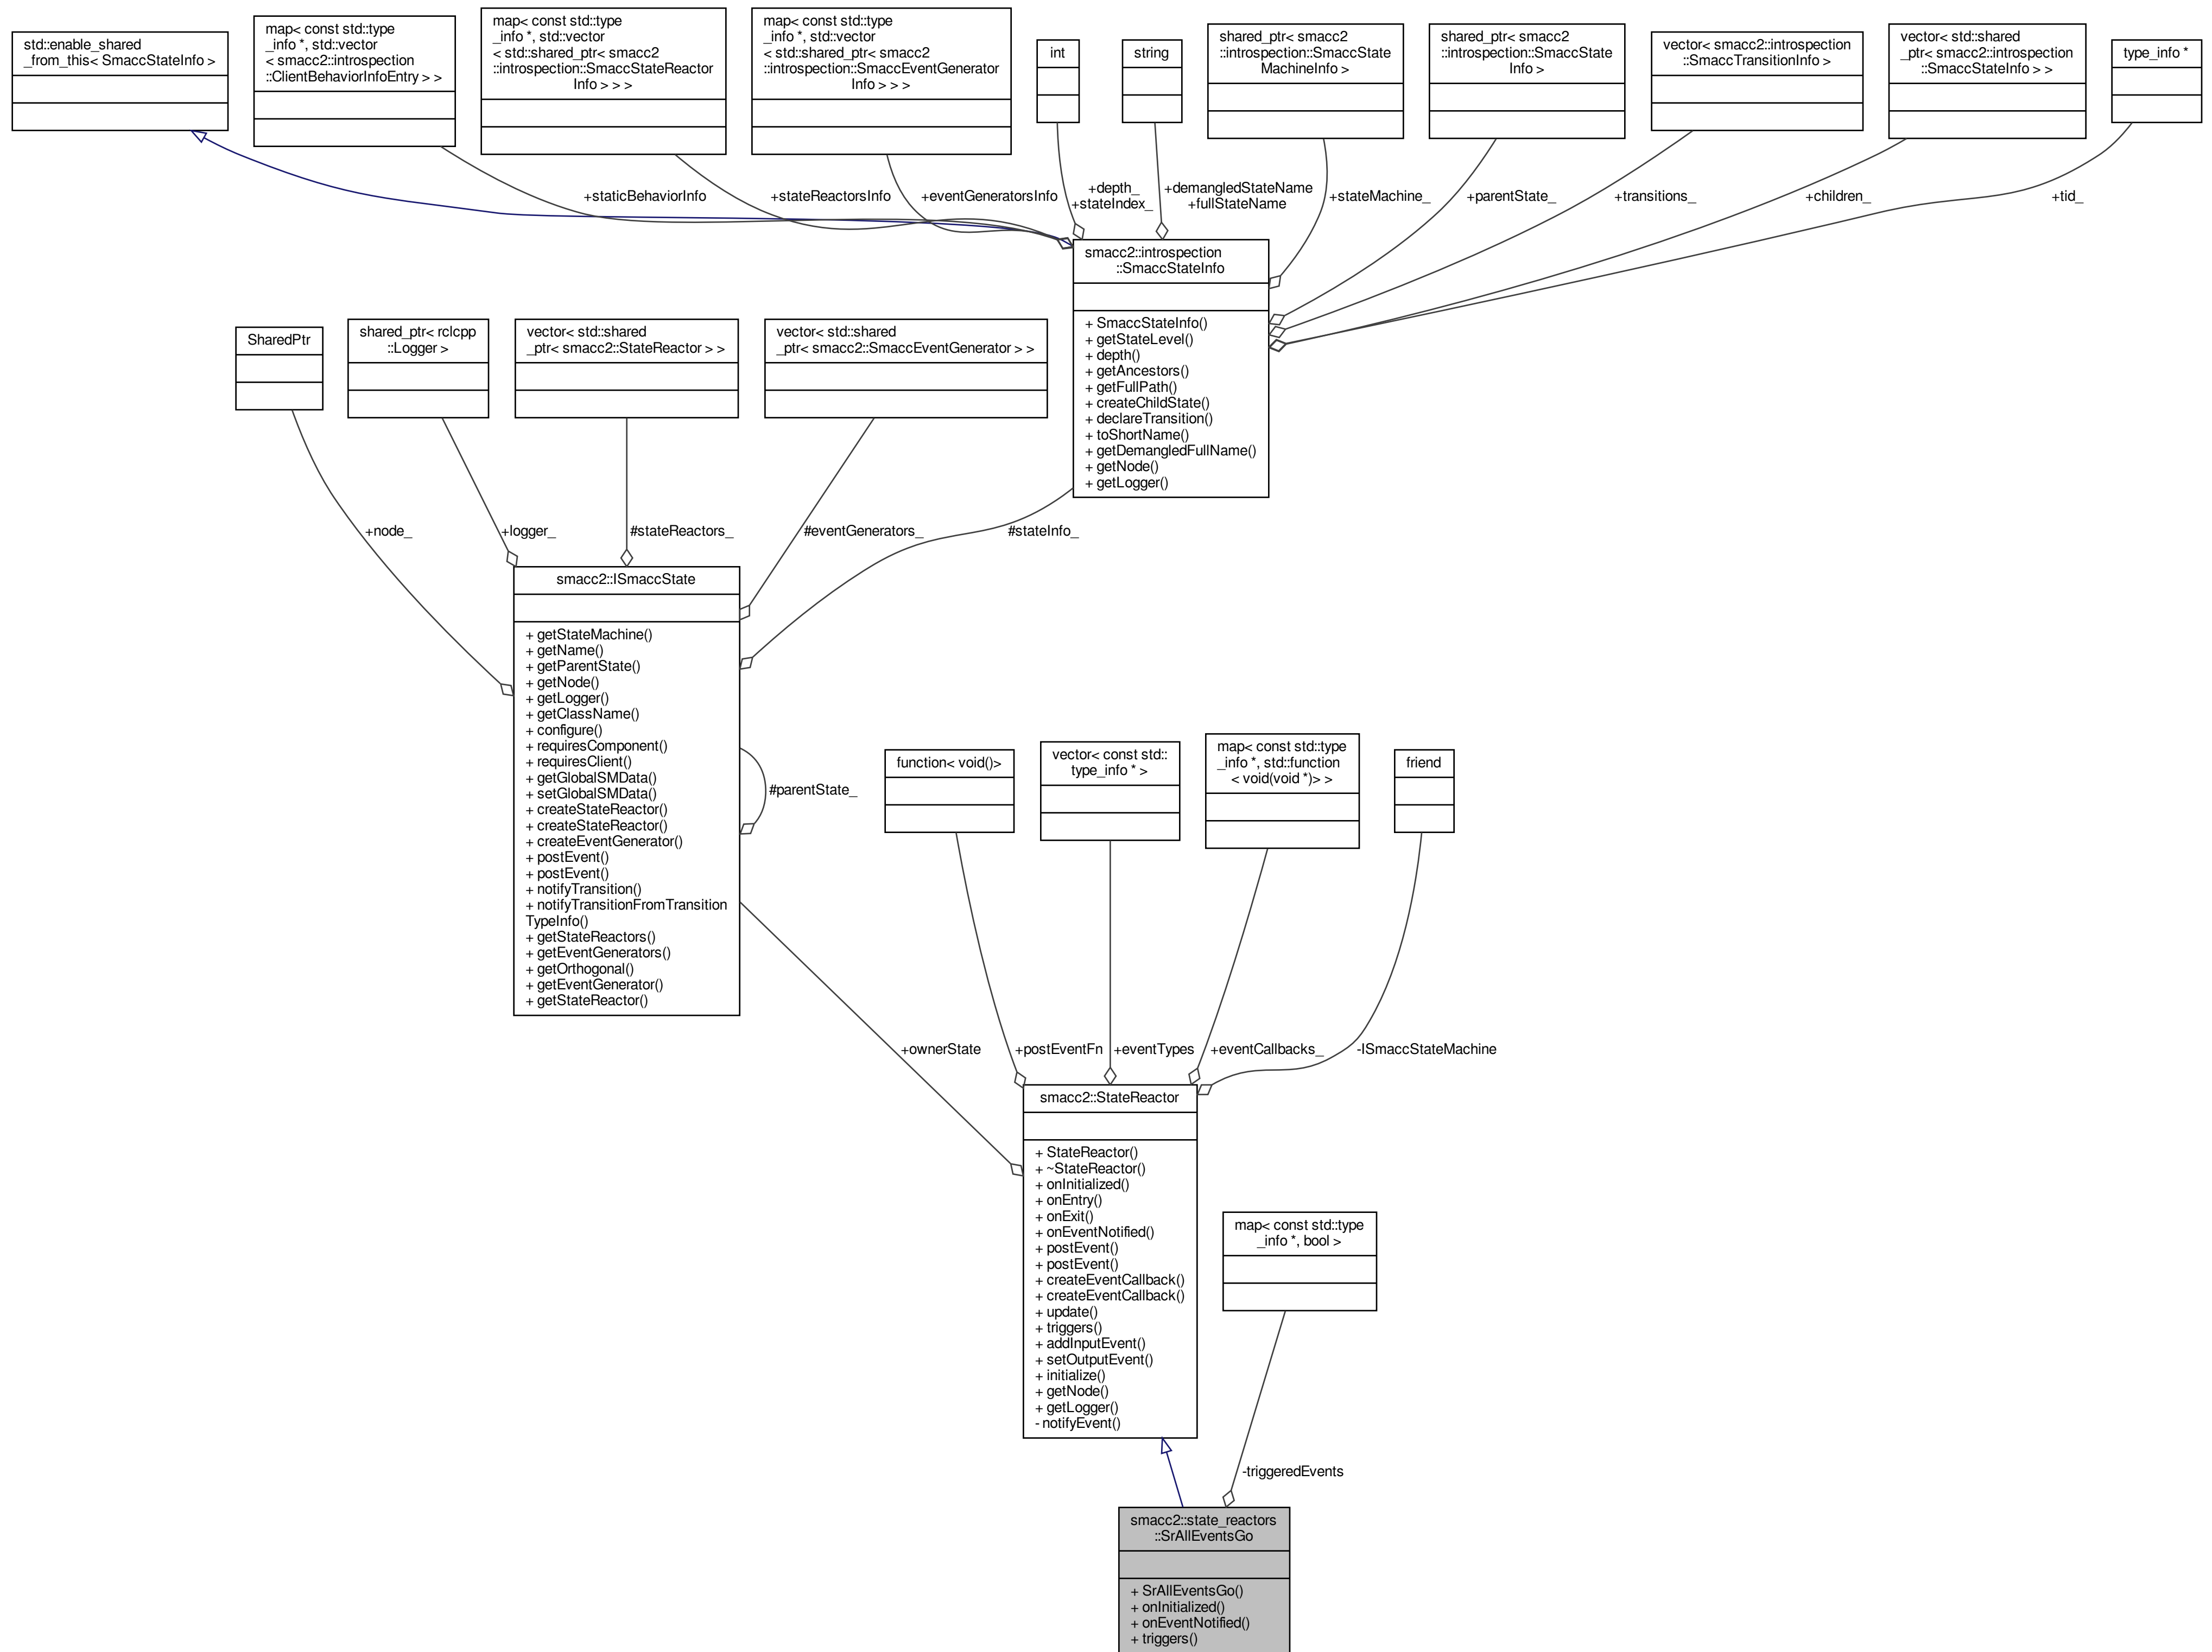 std::enable_shared
_from_this< SmaccStateInfo >
map< const std::type
_info *, std::vector
< smacc2::introspection
::ClientBehaviorInfoEntry > >
map< const std::type
_info *, std::vector
< std::shared_ptr< smacc2
::introspection::SmaccStateReactor
Info > > >
map< const std::type
_info *, std::vector
< std::shared_ptr< smacc2
::introspection::SmaccEventGenerator
Info > > >
int
string
shared_ptr< smacc2
::introspection::SmaccState
MachineInfo >
shared_ptr< smacc2
::introspection::SmaccState
Info >
vector< smacc2::introspection
::SmaccTransitionInfo >
vector< std::shared
_ptr< smacc2::introspection
::SmaccStateInfo > >
type_info *
+staticBehaviorInfo
+stateReactorsInfo
+eventGeneratorsInfo
+depth_
+stateIndex_
+demangledStateName
+fullStateName
+stateMachine_
+parentState_
+transitions_
+children_
+tid_
smacc2::introspection
::SmaccStateInfo
+ SmaccStateInfo()
+ getStateLevel()
+ depth()
+ getAncestors()
+ getFullPath()
+ createChildState()
+ declareTransition()
+ toShortName()
+ getDemangledFullName()
+ getNode()
+ getLogger()
SharedPtr
shared_ptr< rclcpp
::Logger >
vector< std::shared
_ptr< smacc2::StateReactor > >
vector< std::shared
_ptr< smacc2::SmaccEventGenerator > >
+node_
+logger_
#stateReactors_
#eventGenerators_
#stateInfo_
smacc2::ISmaccState
+ getStateMachine()
+ getName()
+ getParentState()
+ getNode()
+ getLogger()
+ getClassName()
+ configure()
+ requiresComponent()
+ requiresClient()
+ getGlobalSMData()
+ setGlobalSMData()
+ createStateReactor()
+ createStateReactor()
+ createEventGenerator()
+ postEvent()
+ postEvent()
+ notifyTransition()
+ notifyTransitionFromTransition
TypeInfo()
+ getStateReactors()
+ getEventGenerators()
+ getOrthogonal()
+ getEventGenerator()
+ getStateReactor()
#parentState_
function< void()>
vector< const std::
type_info * >
map< const std::type
_info *, std::function
< void(void *)> >
friend
+ownerState
+postEventFn
+eventTypes
+eventCallbacks_
-ISmaccStateMachine
smacc2::StateReactor
+ StateReactor()
+ ~StateReactor()
+ onInitialized()
+ onEntry()
+ onExit()
+ onEventNotified()
+ postEvent()
+ postEvent()
+ createEventCallback()
+ createEventCallback()
+ update()
+ triggers()
+ addInputEvent()
+ setOutputEvent()
+ initialize()
+ getNode()
+ getLogger()
- notifyEvent()
map< const std::type
_info *, bool >
-triggeredEvents
smacc2::state_reactors
::SrAllEventsGo
+ SrAllEventsGo()
+ onInitialized()
+ onEventNotified()
+ triggers()